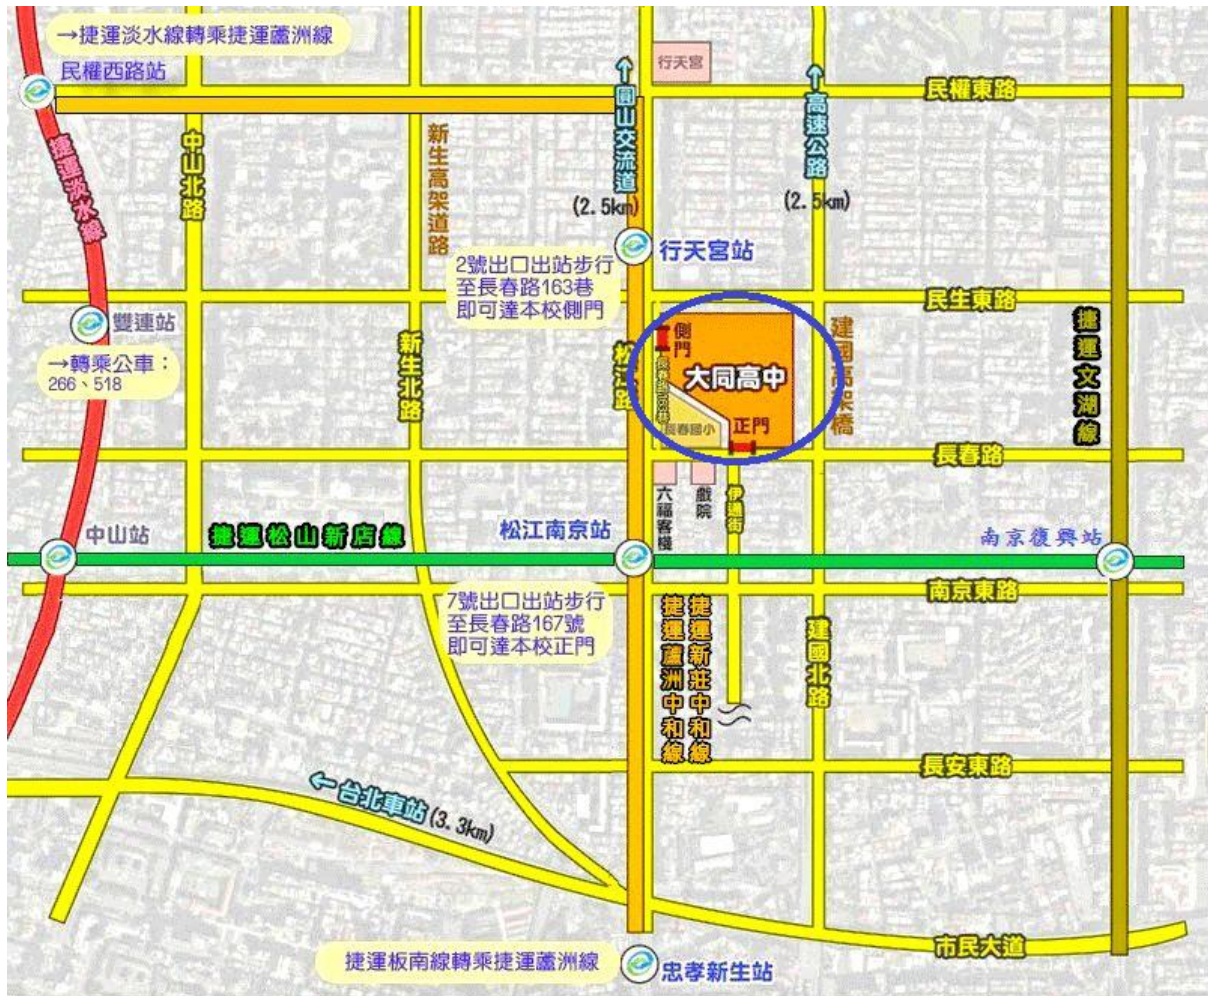 →捷運淡水線轉乘捷運蘆洲線
民權西路站
行天宮
民權東路
↑圓山交流道
(2.5km)
↑高速公路
(2.5km)
捷運淡水線
中山北路
新生高架道路
行天宮站
2號出口出站步行
至長春路163巷
即可達本校側門
民生東路
雙連站
→轉乘公車：
266、518
新生北路
松江路
側門
長春路163巷
大同高中
正門
長春國小
建國高架橋
捷運文湖線
長春路
六福客棧
戲院
伊通街
中山站
捷運松山新店線
松江南京站
南京復興站
南京東路
7號出口出站步行
至長春路167號
即可達本校正門
捷運蘆洲中和線
捷運新莊中和線
建國北路
長安東路
←台北車站(3.3km)
市民大道
捷運板南線轉乘捷運蘆洲線
忠孝新生站